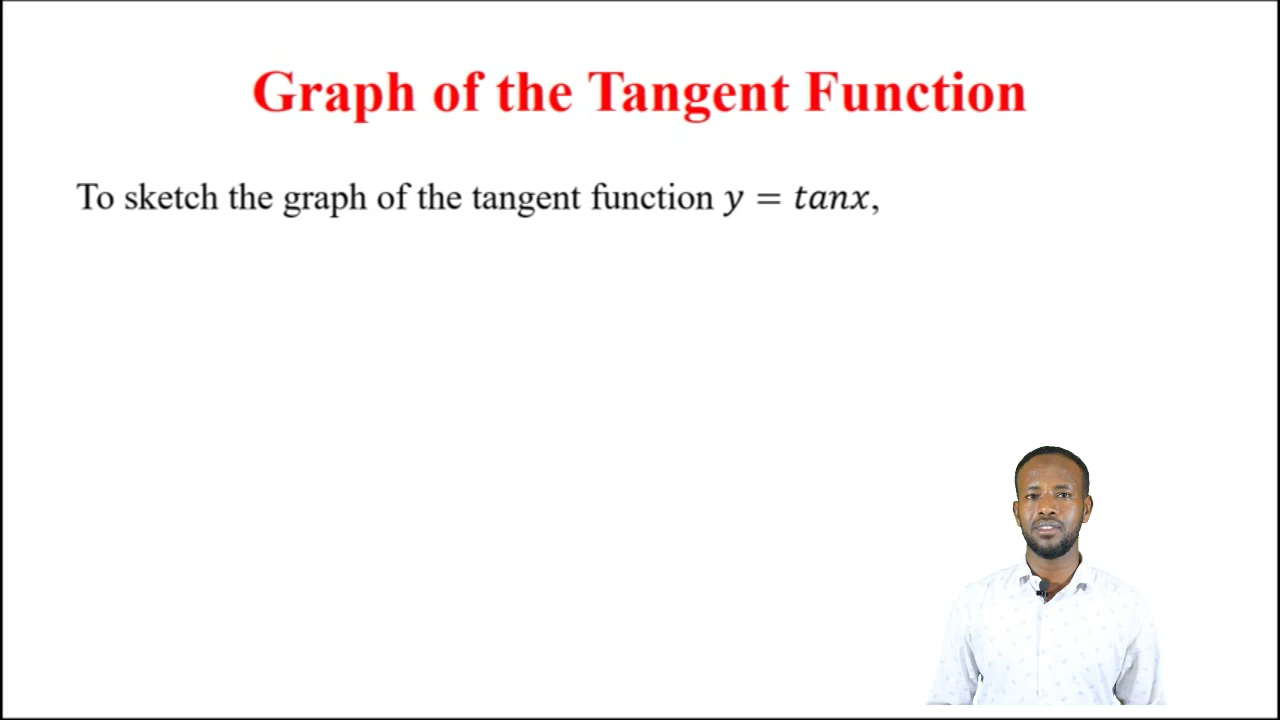 Graph of the Tangent Function
To sketch the graph of the tangent function y = tanx,